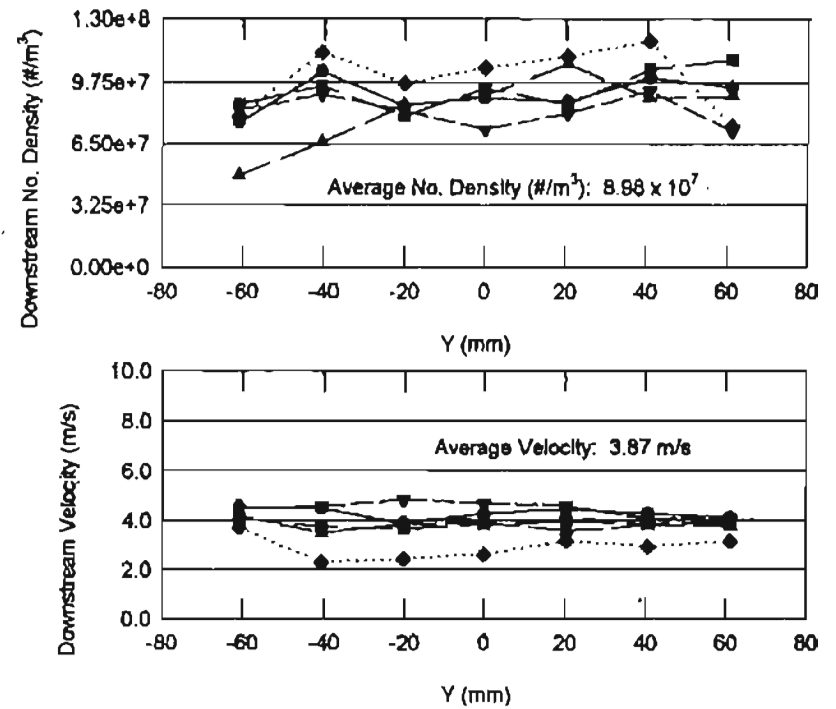 Downstream No. Density (#/m³)
1.30e+8
9.75e+7
6.50e+7
3.25e+7
0.00e+0
Average No. Density (#/m³): 8.98 x 10⁷
-80 -60 -40 -20 0 20 40 60 80
Y (mm)
Downstream Velocity (m/s)
10.0
8.0
6.0
4.0
2.0
0.0
Average Velocity: 3.87 m/s
-80 -60 -40 -20 0 20 40 60 80
Y (mm)